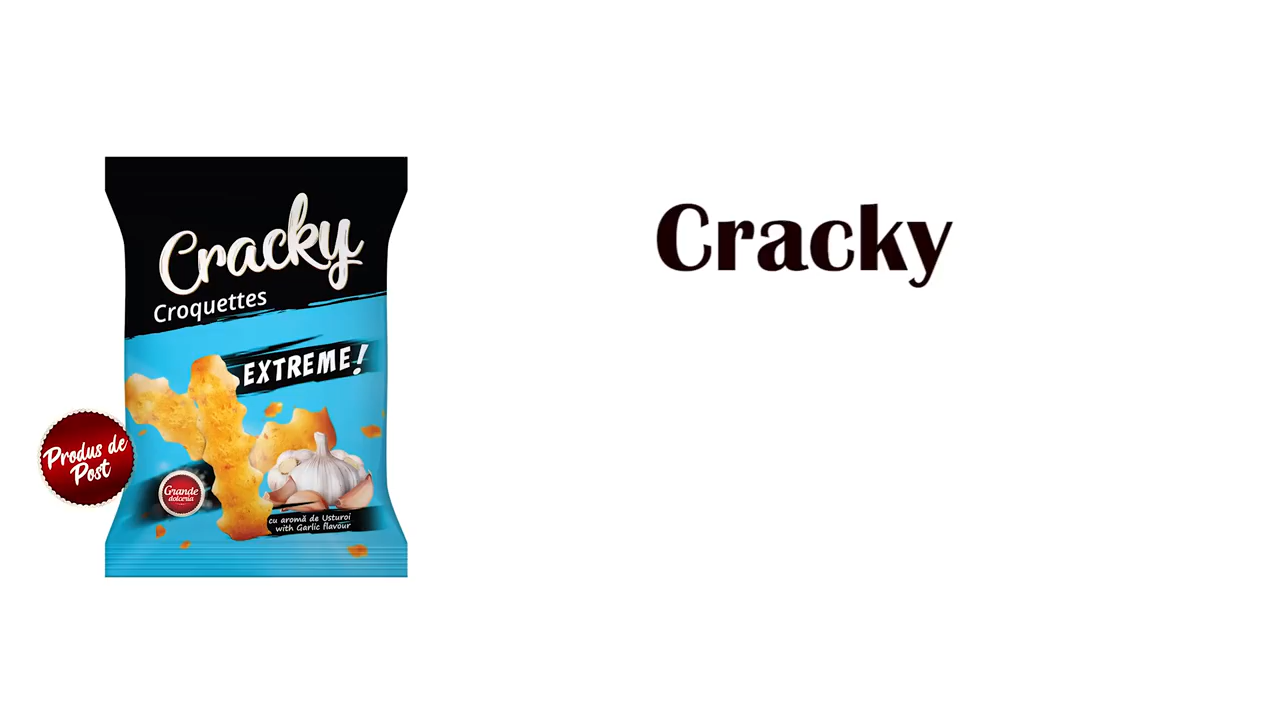 Cracky
Croquettes
EXTREME!
Produs de
Post
Grande
dolceria
cu aromă de Usturoi
with Garlic flavour
Cracky